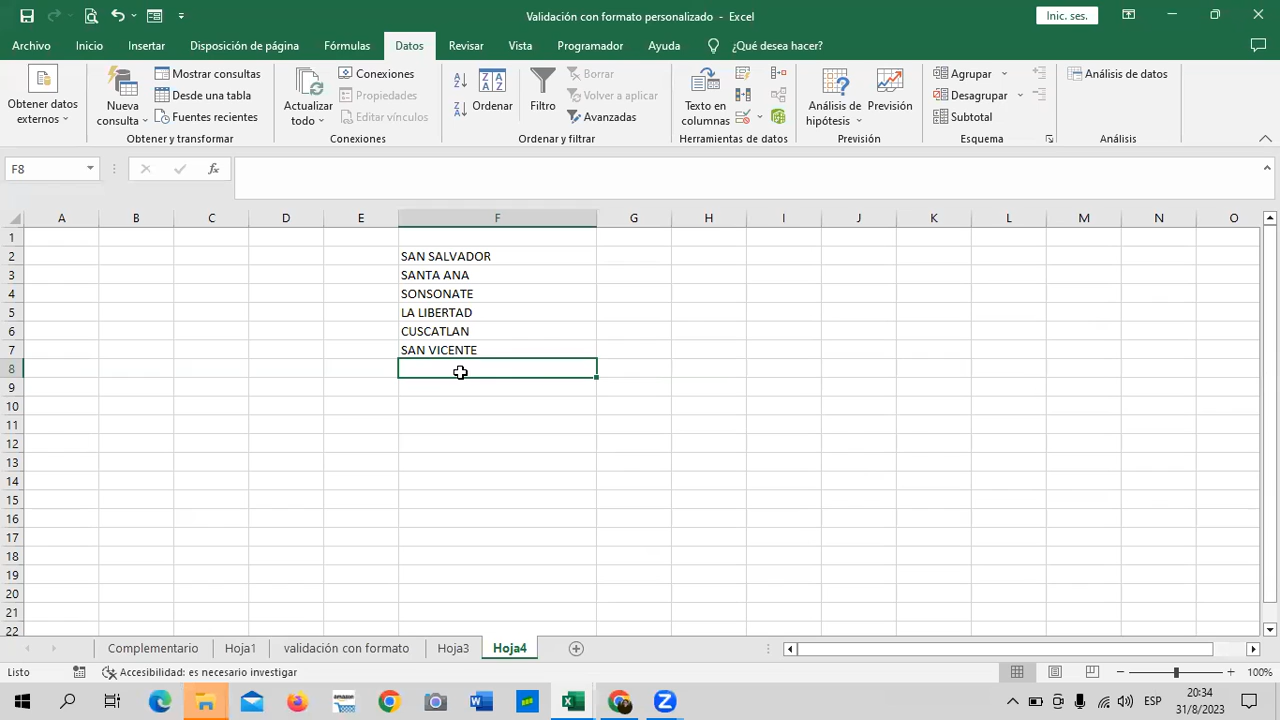 Validación con formato personalizado - Excel
Inic. ses.
Archivo Inicio Insertar Disposición de página Fórmulas Datos Revisar Vista Programador Ayuda ¿Qué desea hacer?
Obtener datos externos
Nueva consulta
Mostrar consultas
Desde una tabla
Fuentes recientes
Obtener y transformar
Actualizar todo
Conexiones
Propiedades
Editar vínculos
Conexiones
Ordenar
Filtro
Borrar
Volver a aplicar
Avanzadas
Ordenar y filtrar
Texto en columnas
Herramientas de datos
Análisis de hipótesis
Previsión
Previsión
Agrupar
Desagrupar
Subtotal
Esquema
Análisis de datos
Análisis
F8
fx
A B C D E F G H I J K L M N O
1
2 SAN SALVADOR
3 SANTA ANA
4 SONSONATE
5 LA LIBERTAD
6 CUSCATLAN
7 SAN VICENTE
8
9
10
11
12
13
14
15
16
17
18
19
20
21
22
Complementario Hoja1 validación con formato Hoja3 Hoja4
Listo Accesibilidad: es necesario investigar 100%
ESP 20:34
31/8/2023